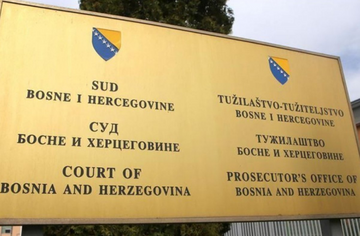 SUD
BOSNE I HERCEGOVINE
СУД
БОСНЕ И ХЕРЦЕГОВИНЕ
COURT OF
BOSNIA AND HERZEGOVINA
TUŽILAŠTVO-TUŽITELJSTVO
BOSNE I HERCEGOVINE
ТУЖИЛАШТВО
БОСНЕ И ХЕРЦЕГОВИНЕ
PROSECUTOR'S OFFICE OF
BOSNIA AND HERZEGOVINA